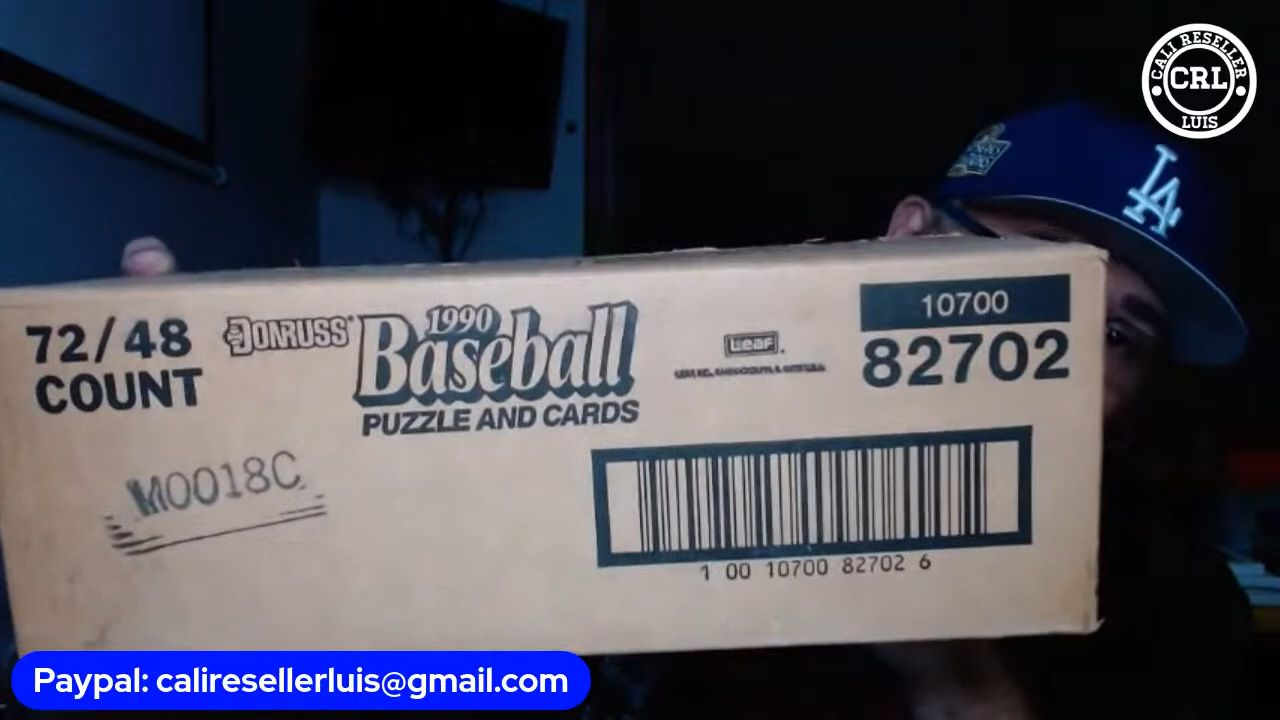 CALI RESELLER
CRL
LUIS
LA
72/48
COUNT
DONRUSS
1990
Baseball
PUZZLE AND CARDS
Leaf
10700
82702
M0018C
1 00 10700 82702 6
Paypal: caliresellerluis@gmail.com